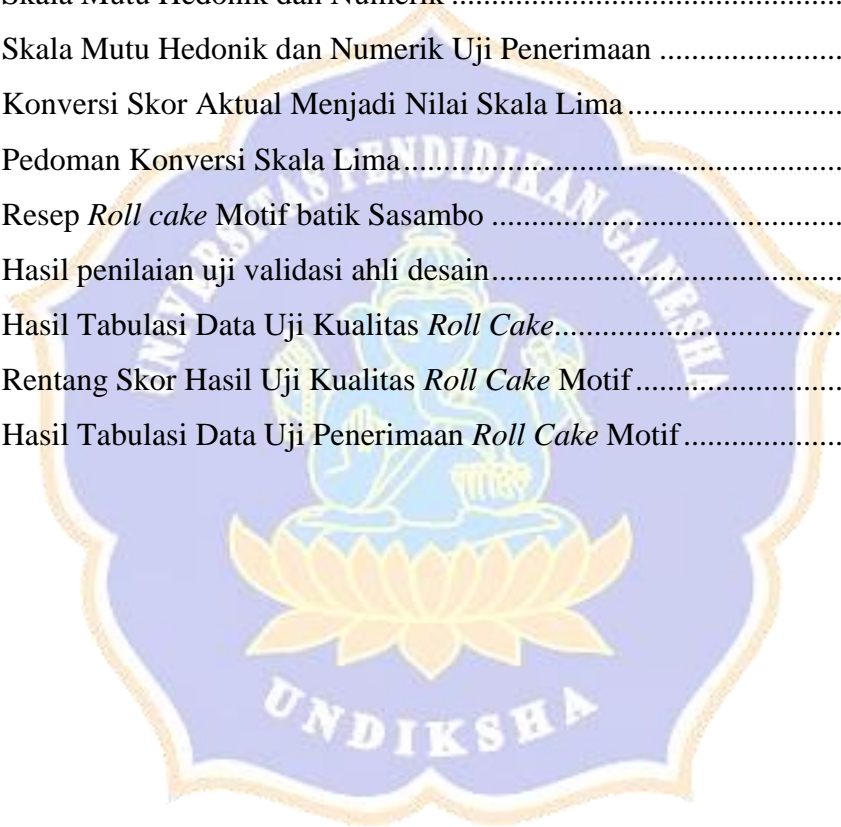 Skala Mutu Hedonik dan Numerik ................................................
Skala Mutu Hedonik dan Numerik Uji Penerimaan ......................
Konversi Skor Aktual Menjadi Nilai Skala Lima..........................
Pedoman Konversi Skala Lima.....................................................
Resep Roll cake Motif batik Sasambo ..........................................
Hasil penilaian uji validasi ahli desain..........................................
Hasil Tabulasi Data Uji Kualitas Roll Cake..................................
Rentang Skor Hasil Uji Kualitas Roll Cake Motif.........................
Hasil Tabulasi Data Uji Penerimaan Roll Cake Motif...................
UNIVERSITAS PENDIDIKAN GANESHA
UNDIKSHA